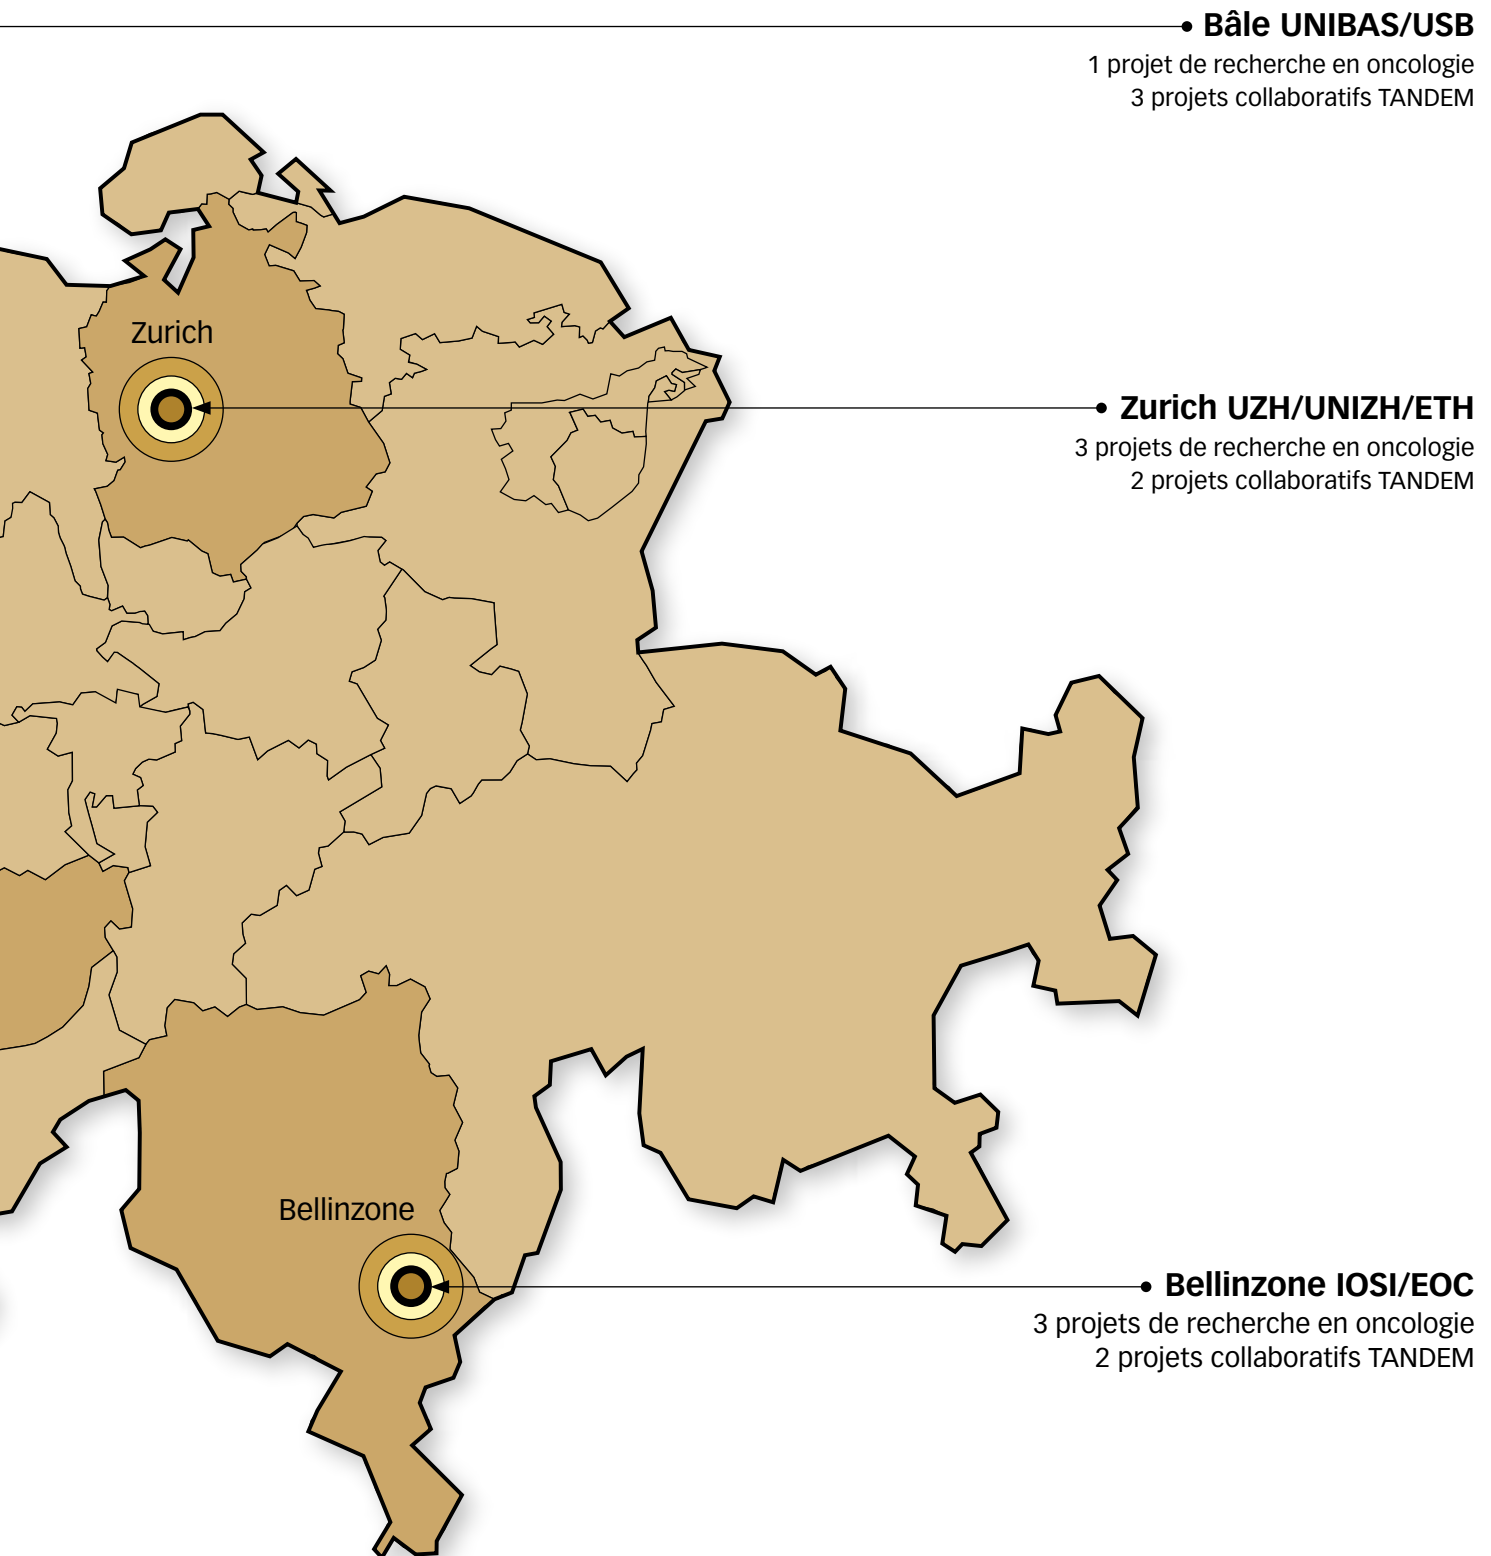 Bâle UNIBAS/USB
1 projet de recherche en oncologie
3 projets collaboratifs TANDEM
Zurich
Zurich UZH/UNIZH/ETH
3 projets de recherche en oncologie
2 projets collaboratifs TANDEM
Bellinzone
Bellinzone IOSI/EOC
3 projets de recherche en oncologie
2 projets collaboratifs TANDEM